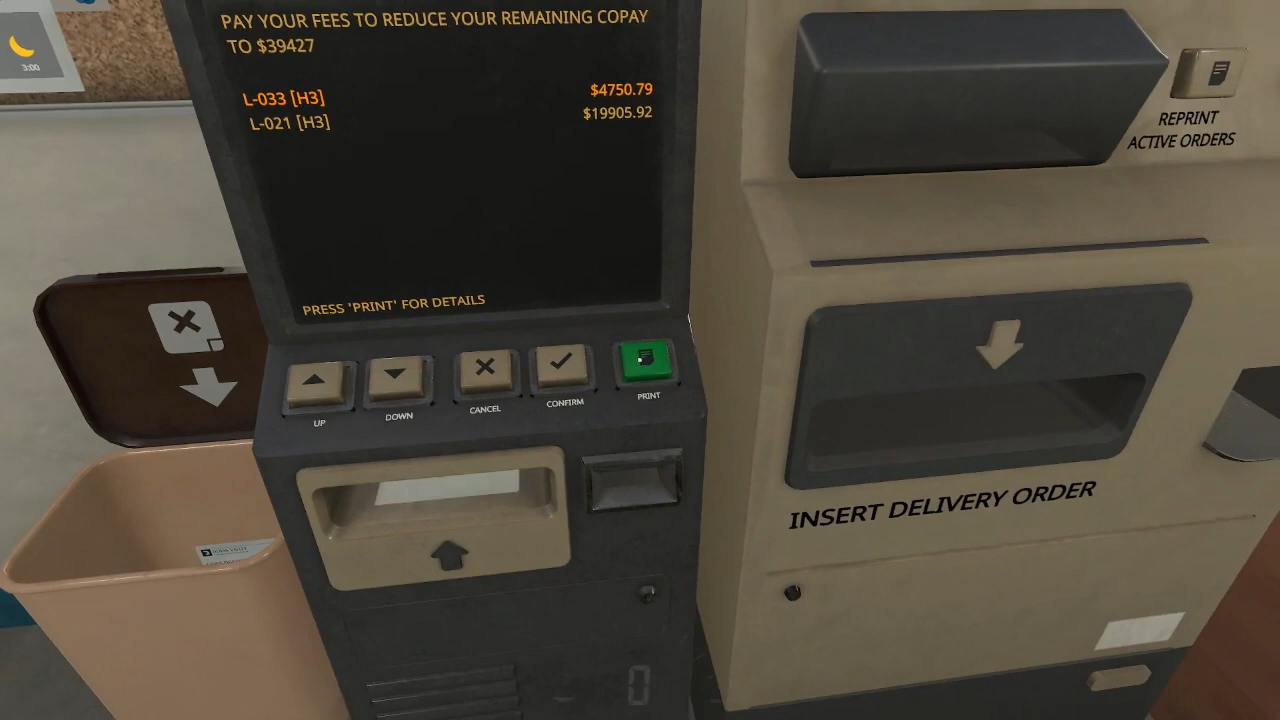 PAY YOUR FEES TO REDUCE YOUR REMAINING COPAY
TO $39427
L-033 [H3] $4750.79
L-021 [H3] $19905.92
PRESS 'PRINT' FOR DETAILS
3:00
UP
DOWN
CANCEL
CONFIRM
PRINT
REPRINT
ACTIVE ORDERS
INSERT DELIVERY ORDER
0